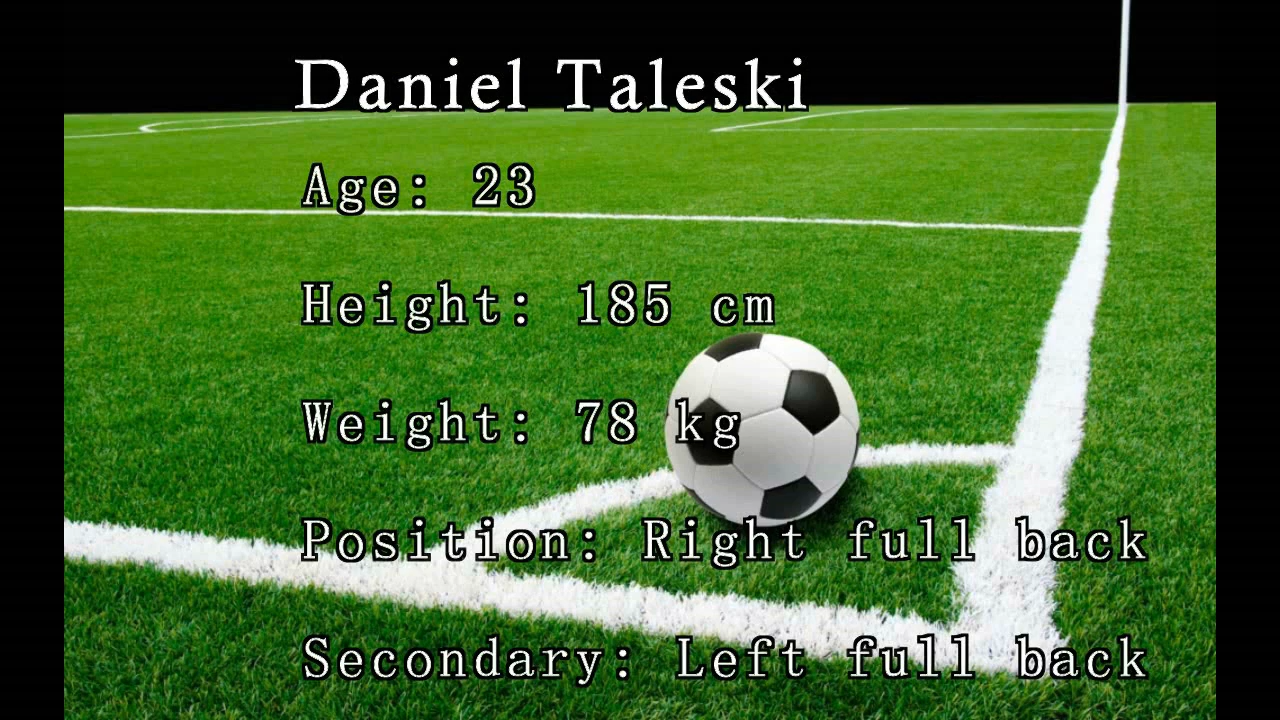 Daniel Taleski
Age: 23
Height: 185 cm
Weight: 78 kg
Position: Right full back
Secondary: Left full back